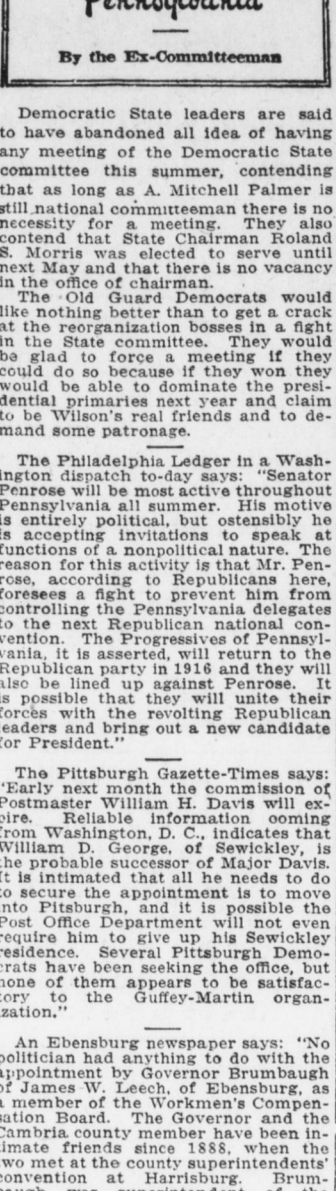 Pennsylvania
By the Ex-Committeeman
Democratic State leaders are said
to have abandoned all idea of having
any meeting of the Democratic State
committee this summer, contending
that as long as A. Mitchell Palmer is
still national committeeman there is no
necessity for a meeting. They also
contend that State Chairman Roland
S. Morris was elected to serve until
next May and that there is no vacancy
in the office of chairman.
The Old Guard Democrats would
like nothing better than to get a crack
at the reorganization bosses in a fight
in the State committee. They would
be glad to force a meeting if they
could do so because if they won they
would be able to dominate the presi-
dential primaries next year and claim
to be Wilson's real friends and to de-
mand some patronage.
The Philadelphia Ledger in a Wash-
ington dispatch to-day says: "Senator
Penrose will be most active throughout
Pennsylvania all summer. His motive
is entirely political, but ostensibly he
is accepting invitations to speak at
functions of a nonpolitical nature. The
reason for this activity is that Mr. Pen-
rose, according to Republicans here,
foresees a fight to prevent him from
controlling the Pennsylvania delegates
to the next Republican national con-
vention. The Progressives of Pennsyl-
vania, it is asserted, will return to the
Republican party in 1916 and they will
also be lined up against Penrose. It
is possible that they will unite their
forces with the revolting Republican
leaders and bring out a new candidate
for President."
The Pittsburgh Gazette-Times says:
"Early next month the commission of
Postmaster William H. Davis will ex-
pire. Reliable information ooming
from Washington, D. C., indicates that
William D. George, of Sewickley, is
the probable successor of Major Davis.
It is intimated that all he needs to do
to secure the appointment is to move
into Pitsburgh, and it is possible the
Post Office Department will not even
require him to give up his Sewickley
residence. Several Pittsburgh Demo-
crats have been seeking the office, but
none of them appears to be satisfac-
tory to the Guffey-Martin organ-
ization."
An Ebensburg newspaper says: "No
politician had anything to do with the
appointment by Governor Brumbaugh
of James W. Leech, of Ebensburg, as
a member of the Workmen's Compen-
sation Board. The Governor and the
Cambria county member have been in-
timate friends since 1888, when the
two met at the county superintendents'
convention at Harrisburg. Brum-
baugh was superintendent of the